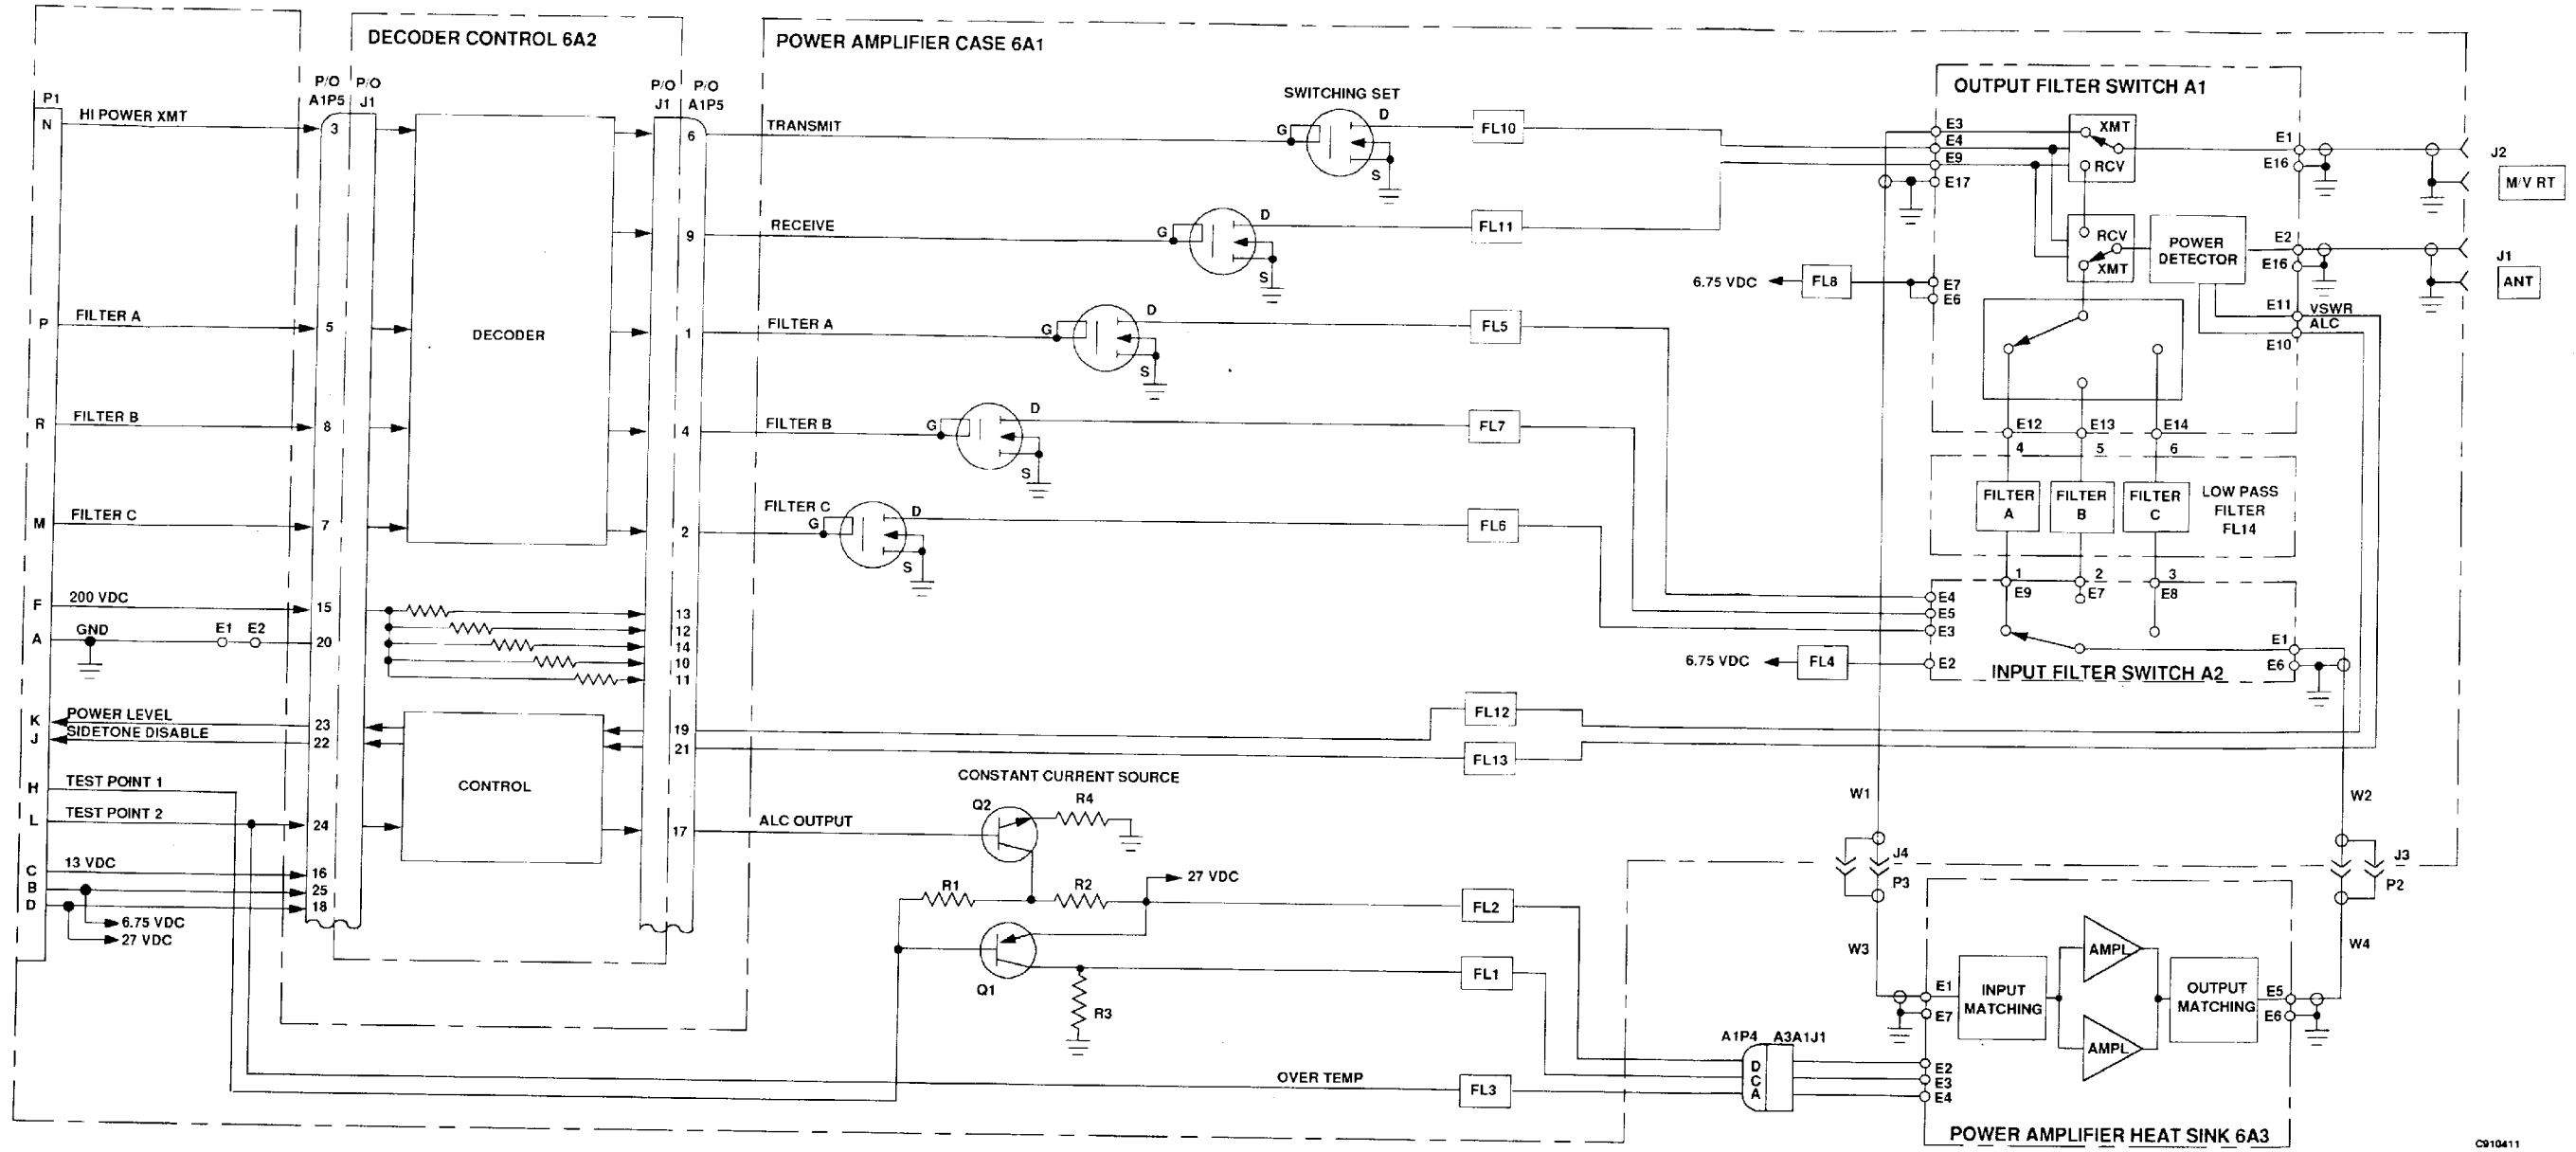 DECODER CONTROL 6A2
POWER AMPLIFIER CASE 6A1
OUTPUT FILTER SWITCH A1
P1
P/O A1P5
P/O J1
P/O J1
P/O A1P5
SWITCHING SET
N HI POWER XMT 3
6 TRANSMIT
G D S
FL10
E3
E4
E9
E17
XMT
RCV
E1
E16
J2
M/V RT
9 RECEIVE
G D S
FL11
RCV
XMT
POWER DETECTOR
E2
E16
J1
ANT
6.75 VDC FL8 E7
E6
E11 VSWR
ALC
E10
P FILTER A 5
DECODER
1 FILTER A
G D S
FL5
R FILTER B 8
4 FILTER B
G D S
FL7
E12 E13 E14
4 5 6
M FILTER C 7
2 FILTER C
G D S
FL6
FILTER A
FILTER B
FILTER C
LOW PASS FILTER FL14
1 2 3
E9 E7 E8
F 200 VDC 15
A GND E1 E2 20
13
12
14
10
11
E4
E5
E3
6.75 VDC FL4 E2
E1
E6
INPUT FILTER SWITCH A2
K POWER LEVEL 23
J SIDETONE DISABLE 22
19
21
FL12
FL13
H TEST POINT 1
L TEST POINT 2 24
CONTROL
17 ALC OUTPUT
CONSTANT CURRENT SOURCE
Q2 R4
W1
W2
C 13 VDC 16
B 25
D 18
6.75 VDC
27 VDC
R1 R2
27 VDC
FL2
Q1
R3
FL1
J4
P3
J3
P2
W3
W4
E1
E7
INPUT MATCHING
AMPL
AMPL
OUTPUT MATCHING
E5
E6
A1P4 A3A1J1
D
C
A
E2
E3
E4
OVER TEMP
FL3
POWER AMPLIFIER HEAT SINK 6A3
C910411